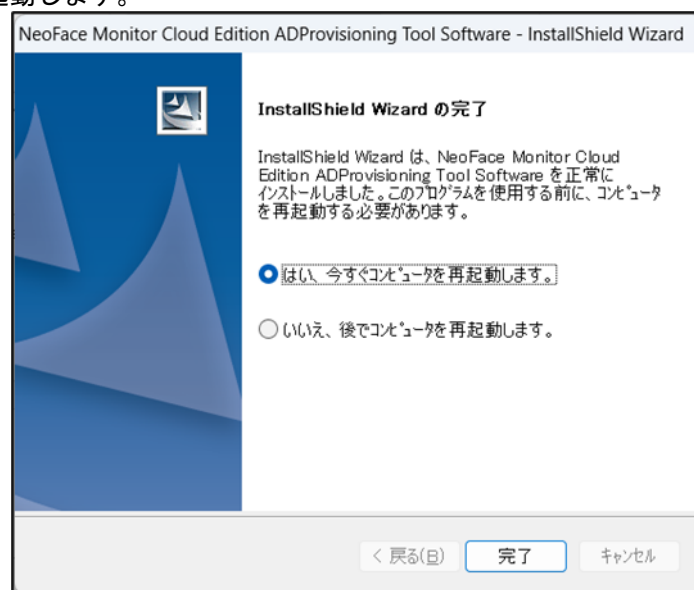 動します。
NeoFace Monitor Cloud Edition ADProvisioning Tool Software - InstallShield Wizard
InstallShield Wizard の完了
InstallShield Wizard は、NeoFace Monitor Cloud
Edition ADProvisioning Tool Software を正常に
インストールしました。このプログラムを使用する前に、コンピュータ
を再起動する必要があります。
はい、今すぐコンピュータを再起動します。
いいえ、後でコンピュータを再起動します。
< 戻る(B) 完了 キャンセル